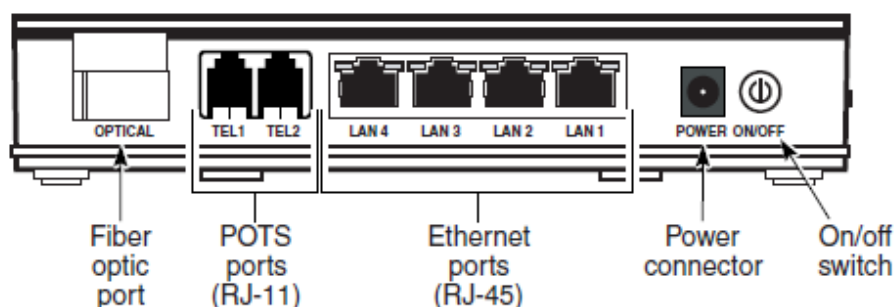 OPTICAL
TEL1 TEL2
LAN 4 LAN 3 LAN 2 LAN 1
POWER ON/OFF
Fiber
optic
port
POTS
ports
(RJ-11)
Ethernet
ports
(RJ-45)
Power
connector
On/off
switch